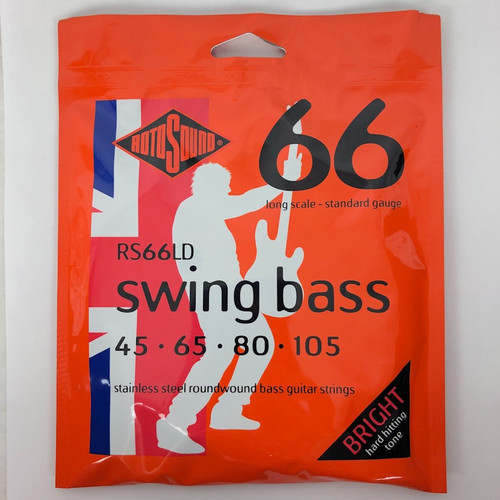 ROTOSOUND
66
long scale - standard gauge
RS66LD
swing bass
45 · 65 · 80 · 105
stainless steel roundwound bass guitar strings
BRIGHT
hard hitting
tone